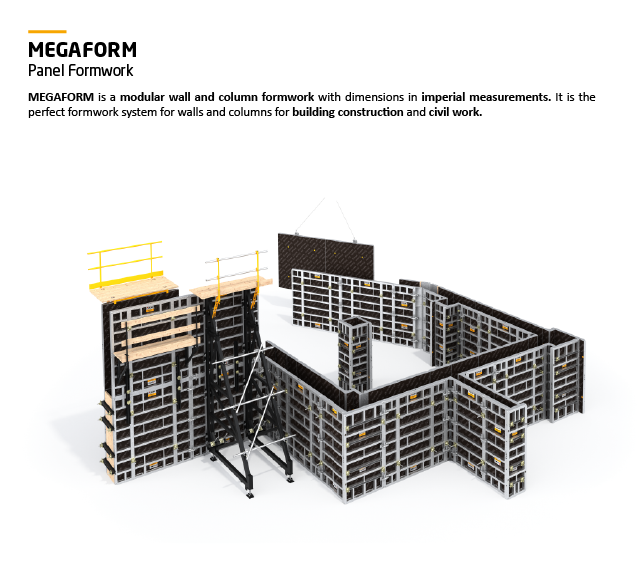 MEGAFORM
Panel Formwork
MEGAFORM is a modular wall and column formwork with dimensions in imperial measurements. It is the
perfect formwork system for walls and columns for building construction and civil work.